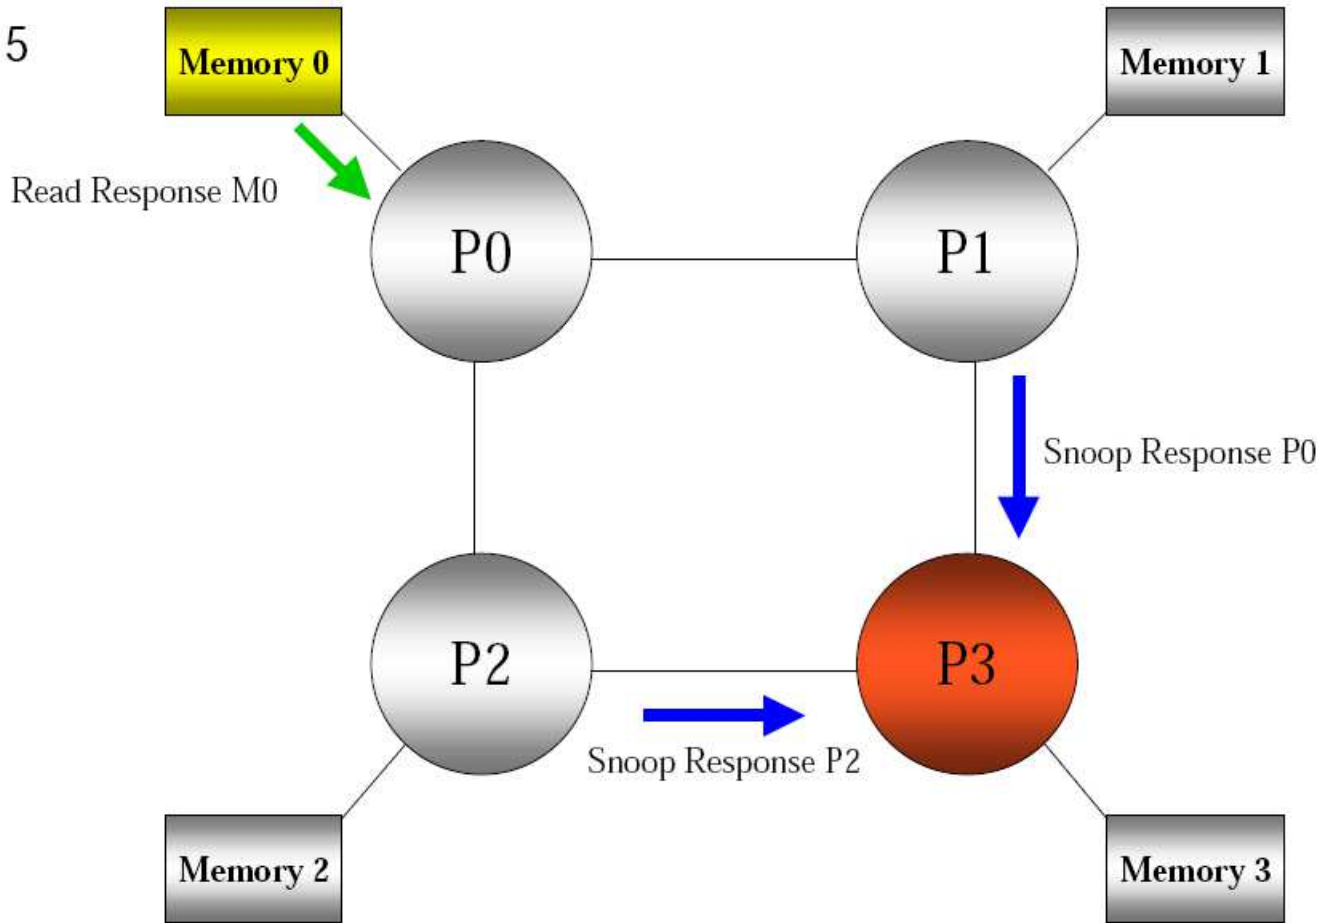 5
Memory 0
Memory 1
Read Response M0
P0
P1
Snoop Response P0
P2
P3
Snoop Response P2
Memory 2
Memory 3